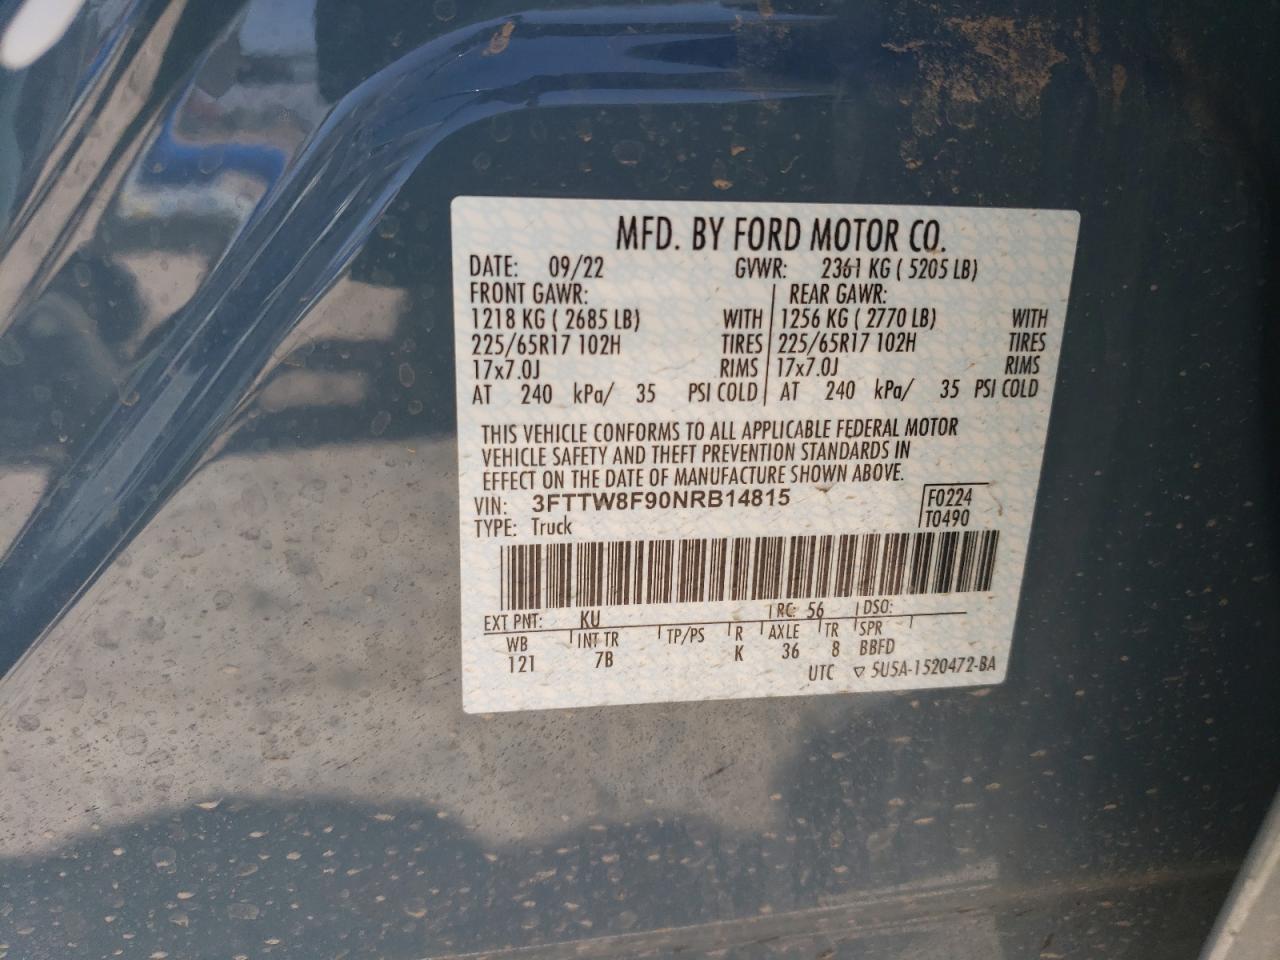 MFD. BY FORD MOTOR CO.
DATE: 09/22 GVWR: 2361 KG ( 5205 LB)
FRONT GAWR: REAR GAWR:
1218 KG ( 2685 LB) WITH 1256 KG ( 2770 LB) WITH
225/65R17 102H TIRES 225/65R17 102H TIRES
17x7.0J RIMS 17x7.0J RIMS
AT 240 kPa/ 35 PSI COLD AT 240 kPa/ 35 PSI COLD
THIS VEHICLE CONFORMS TO ALL APPLICABLE FEDERAL MOTOR
VEHICLE SAFETY AND THEFT PREVENTION STANDARDS IN
EFFECT ON THE DATE OF MANUFACTURE SHOWN ABOVE.
VIN: 3FTTW8F90NRB14815 F0224
TYPE: Truck T0490
EXT PNT: KU RC: 56 DSO:
WB INT TR TP/PS R AXLE TR SPR
121 7B K 36 8 BBFD
UTC ▽ 5U5A-1520472-BA